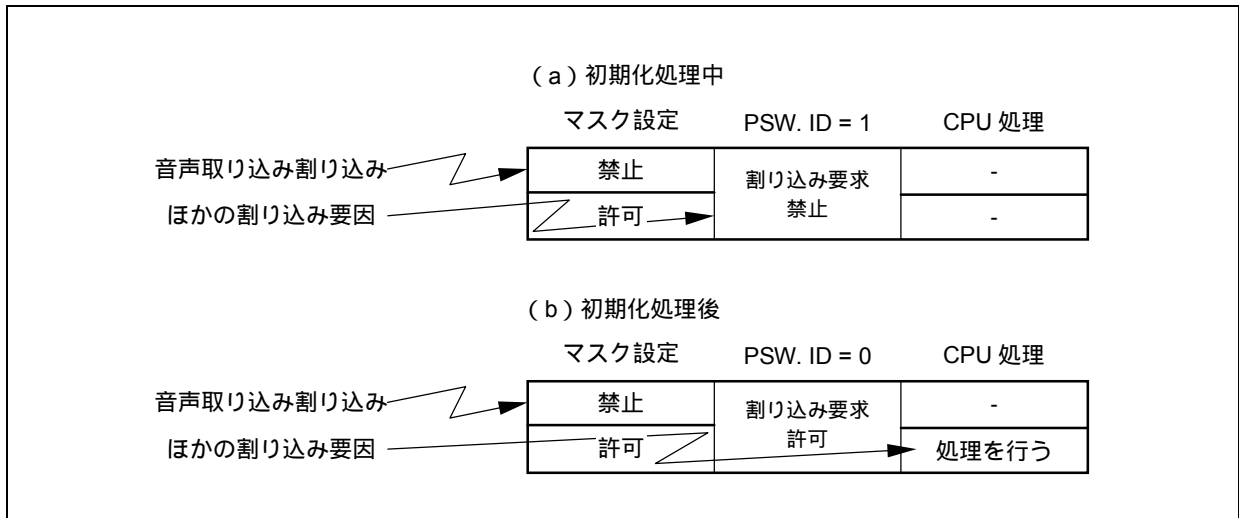 （a）初期化処理中
マスク設定 PSW. ID = 1 CPU 処理
音声取り込み割り込み 禁止 割り込み要求 -
ほかの割り込み要因 許可 禁止 -
（b）初期化処理後
マスク設定 PSW. ID = 0 CPU 処理
音声取り込み割り込み 禁止 割り込み要求 -
ほかの割り込み要因 許可 許可 処理を行う